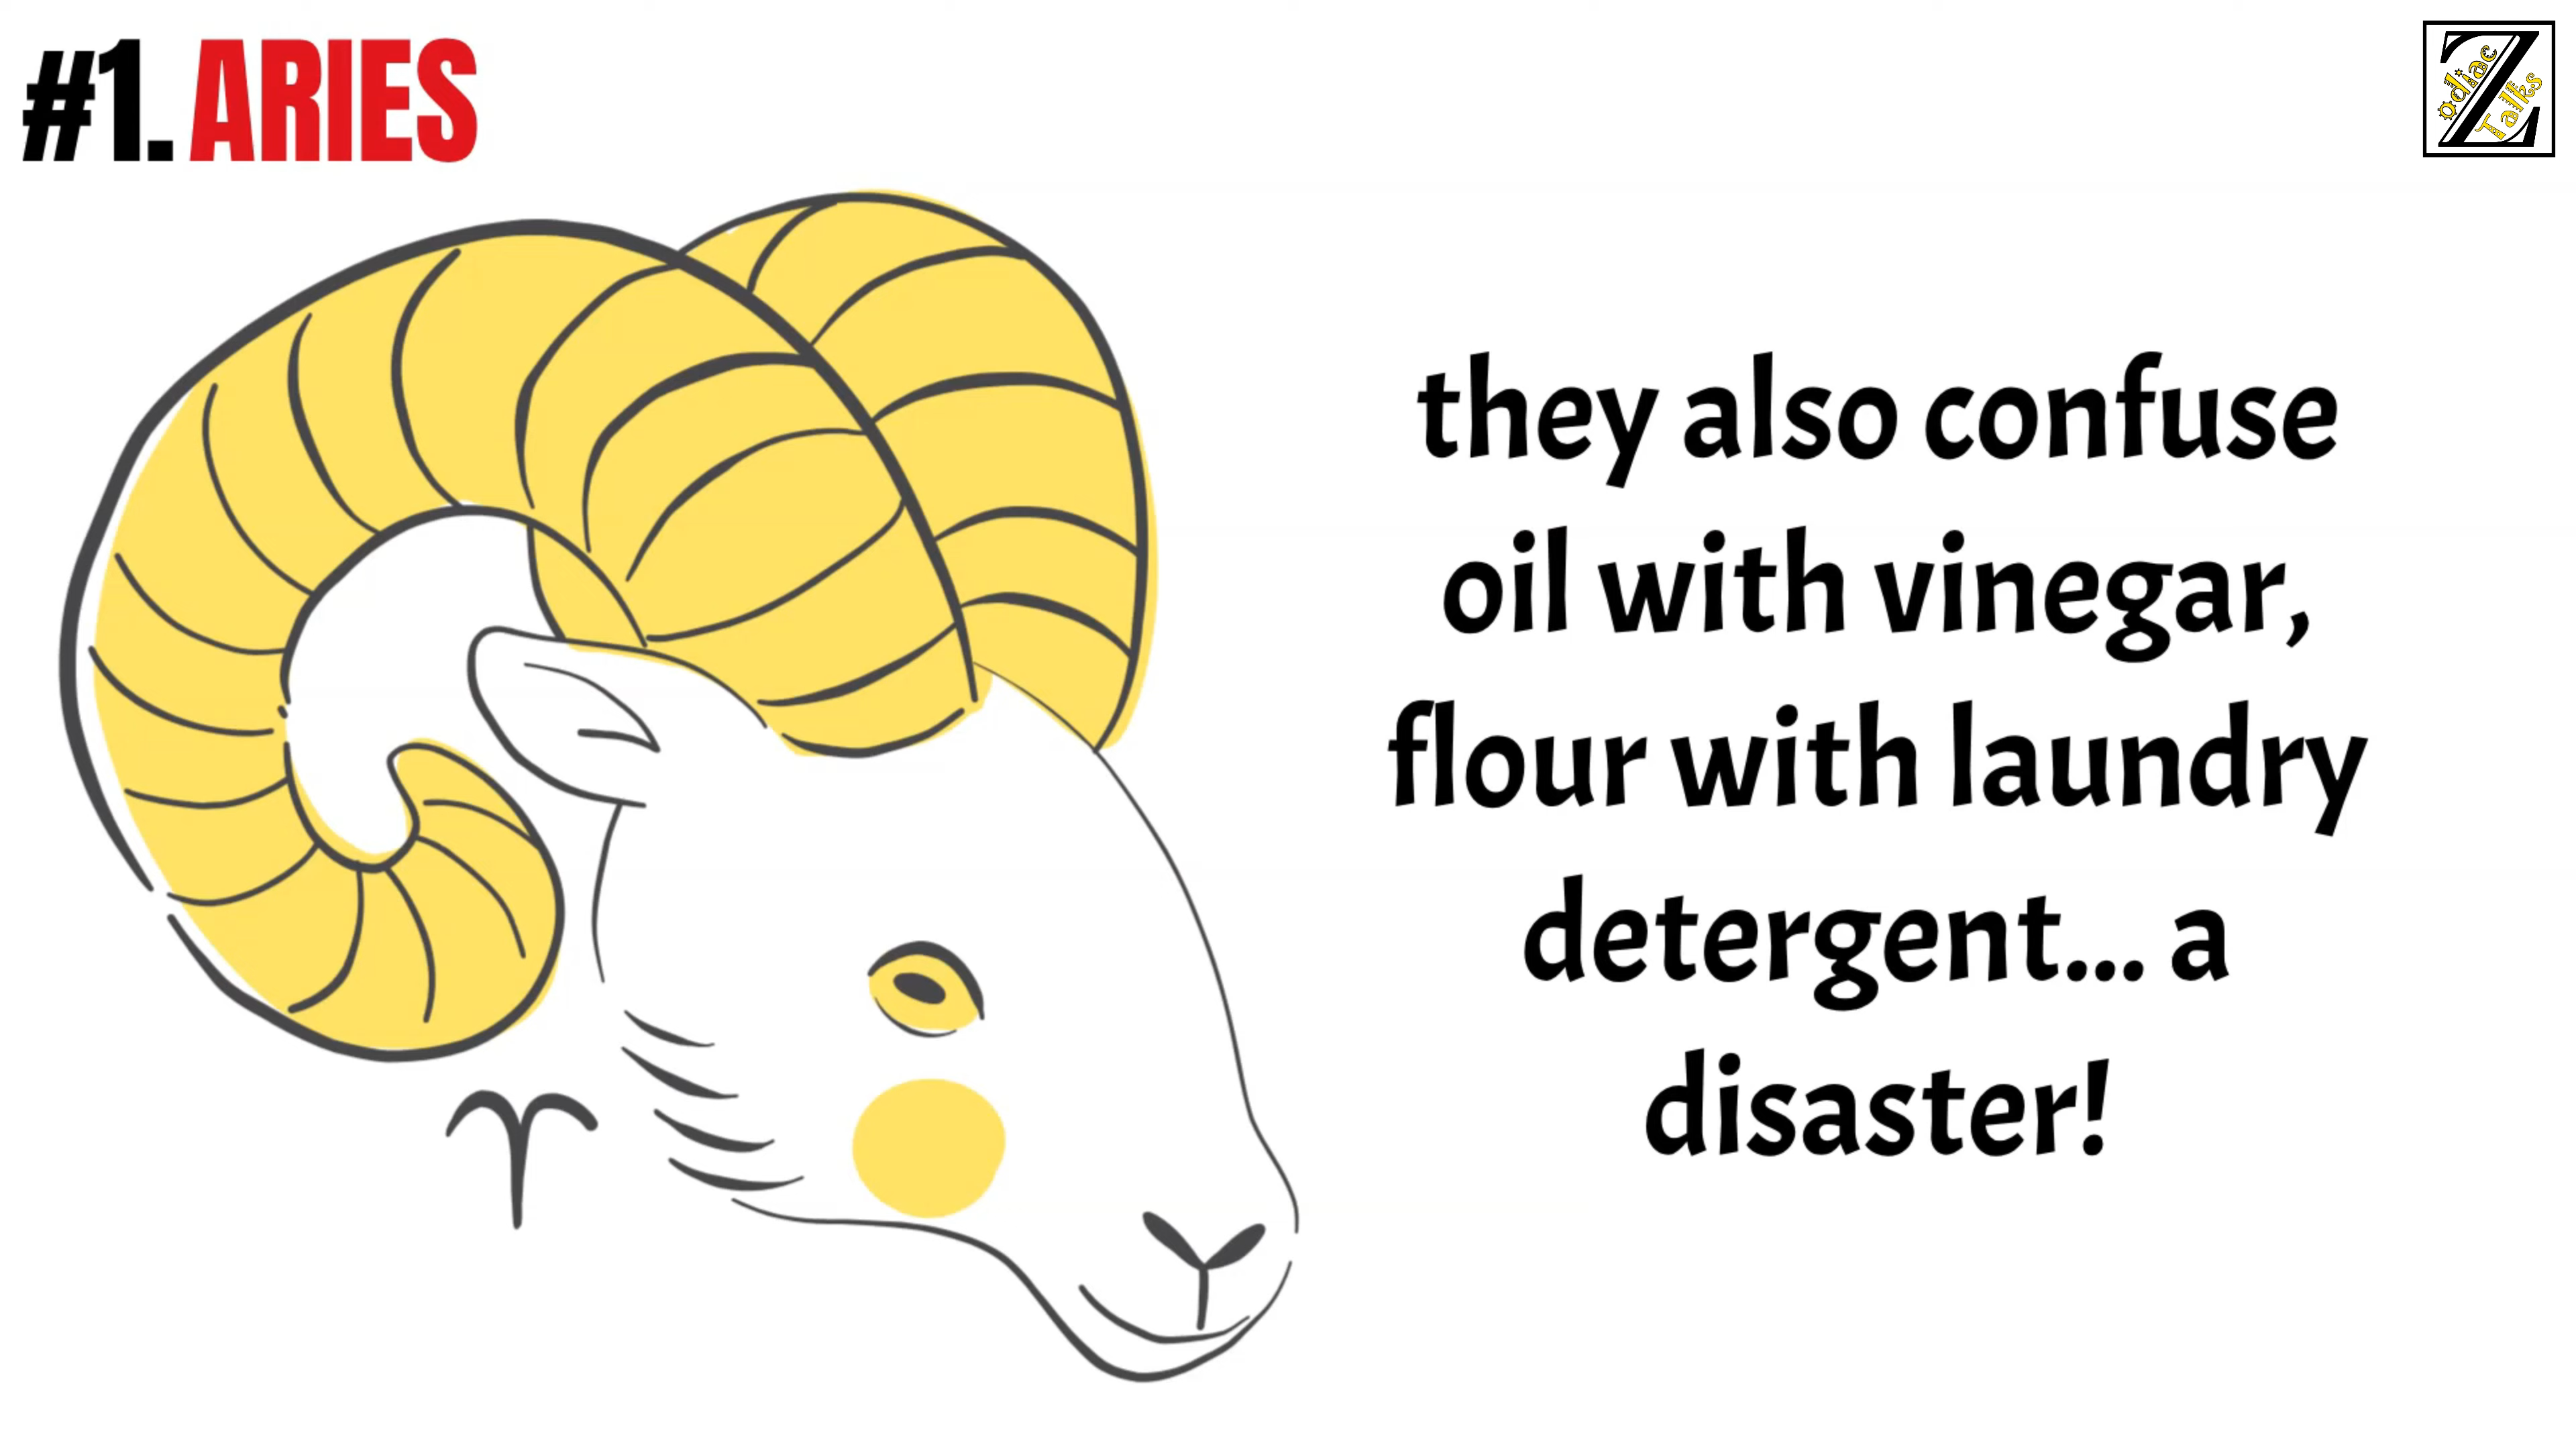 #1. ARIES
Zodiac
Talks
they also confuse
oil with vinegar,
flour with laundry
detergent... a
disaster!